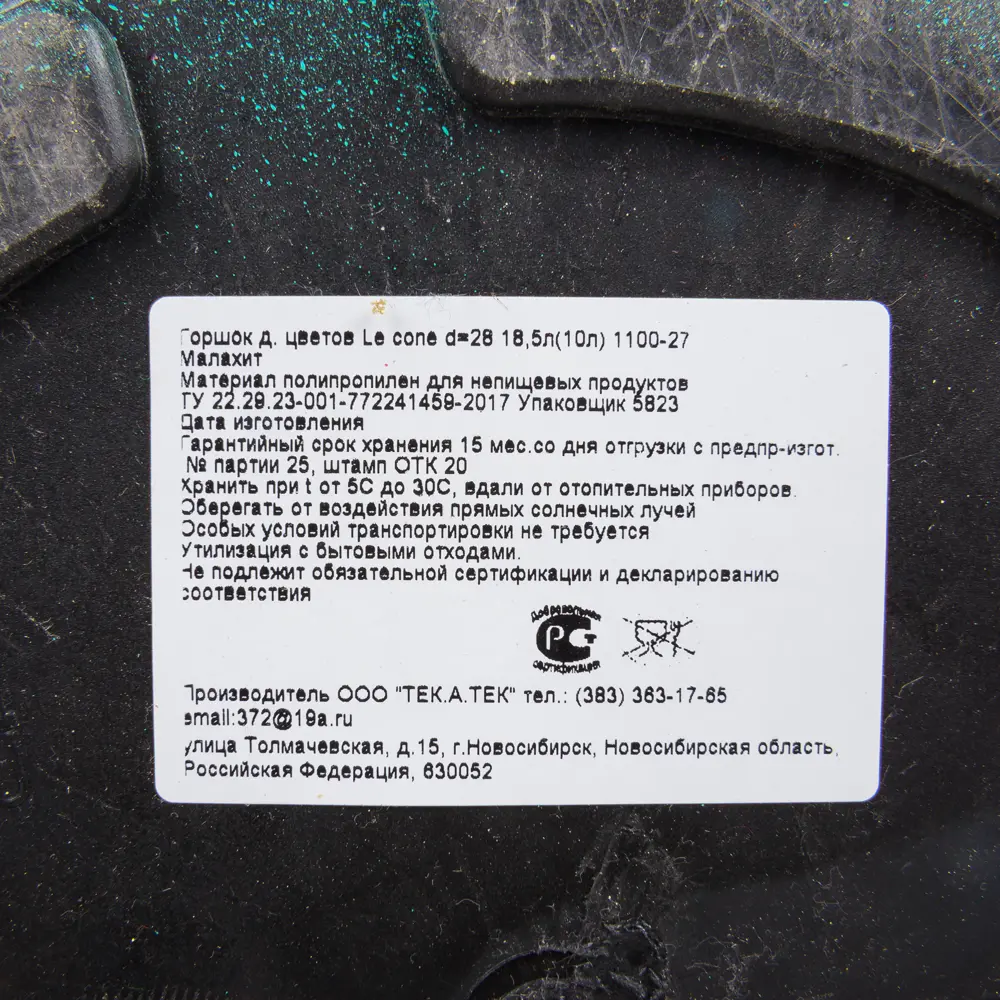 Горшок д. цветов Le cone d=28 18,5л(10л) 1100-27
Малахит
Материал полипропилен для непищевых продуктов
ТУ 22.29.23-001-772241459-2017 Упаковщик 5823
Дата изготовления
Гарантийный срок хранения 15 мес.со дня отгрузки с предпр-изгот.
№ партии 25, штамп ОТК 20
Хранить при t от 5С до 30С, вдали от отопительных приборов.
Оберегать от воздействия прямых солнечных лучей
Особых условий транспортировки не требуется
Утилизация с бытовыми отходами.
Не подлежит обязательной сертификации и декларированию
соответствия
Добровольная
РСТ
сертификация
Производитель ООО "ТЕК.А.ТЕК" тел.: (383) 363-17-65
email:372@19a.ru
улица Толмачевская, д.15, г.Новосибирск, Новосибирская область,
Российская Федерация, 630052